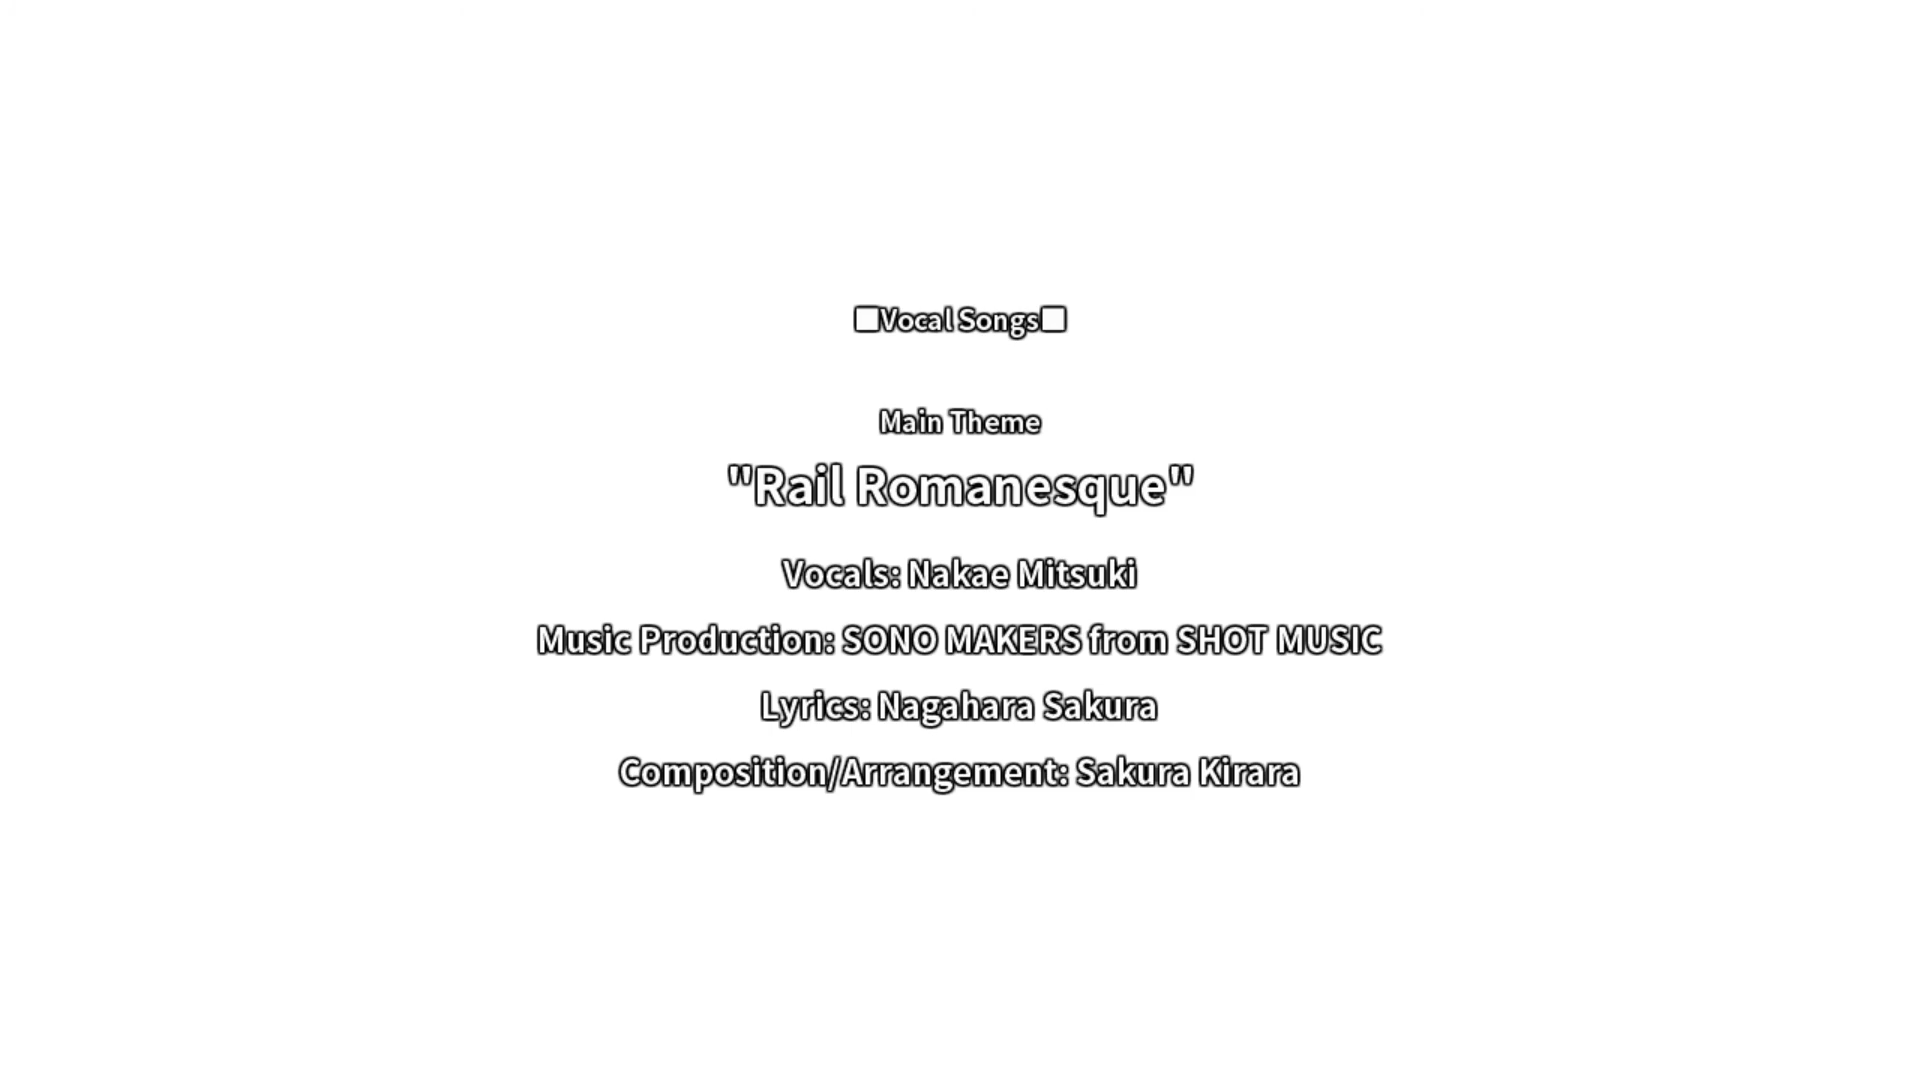 □Vocal Songs□
Main Theme
"Rail Romanesque"
Vocals: Nakae Mitsuki
Music Production: SONO MAKERS from SHOT MUSIC
Lyrics: Nagahara Sakura
Composition/Arrangement: Sakura Kirara